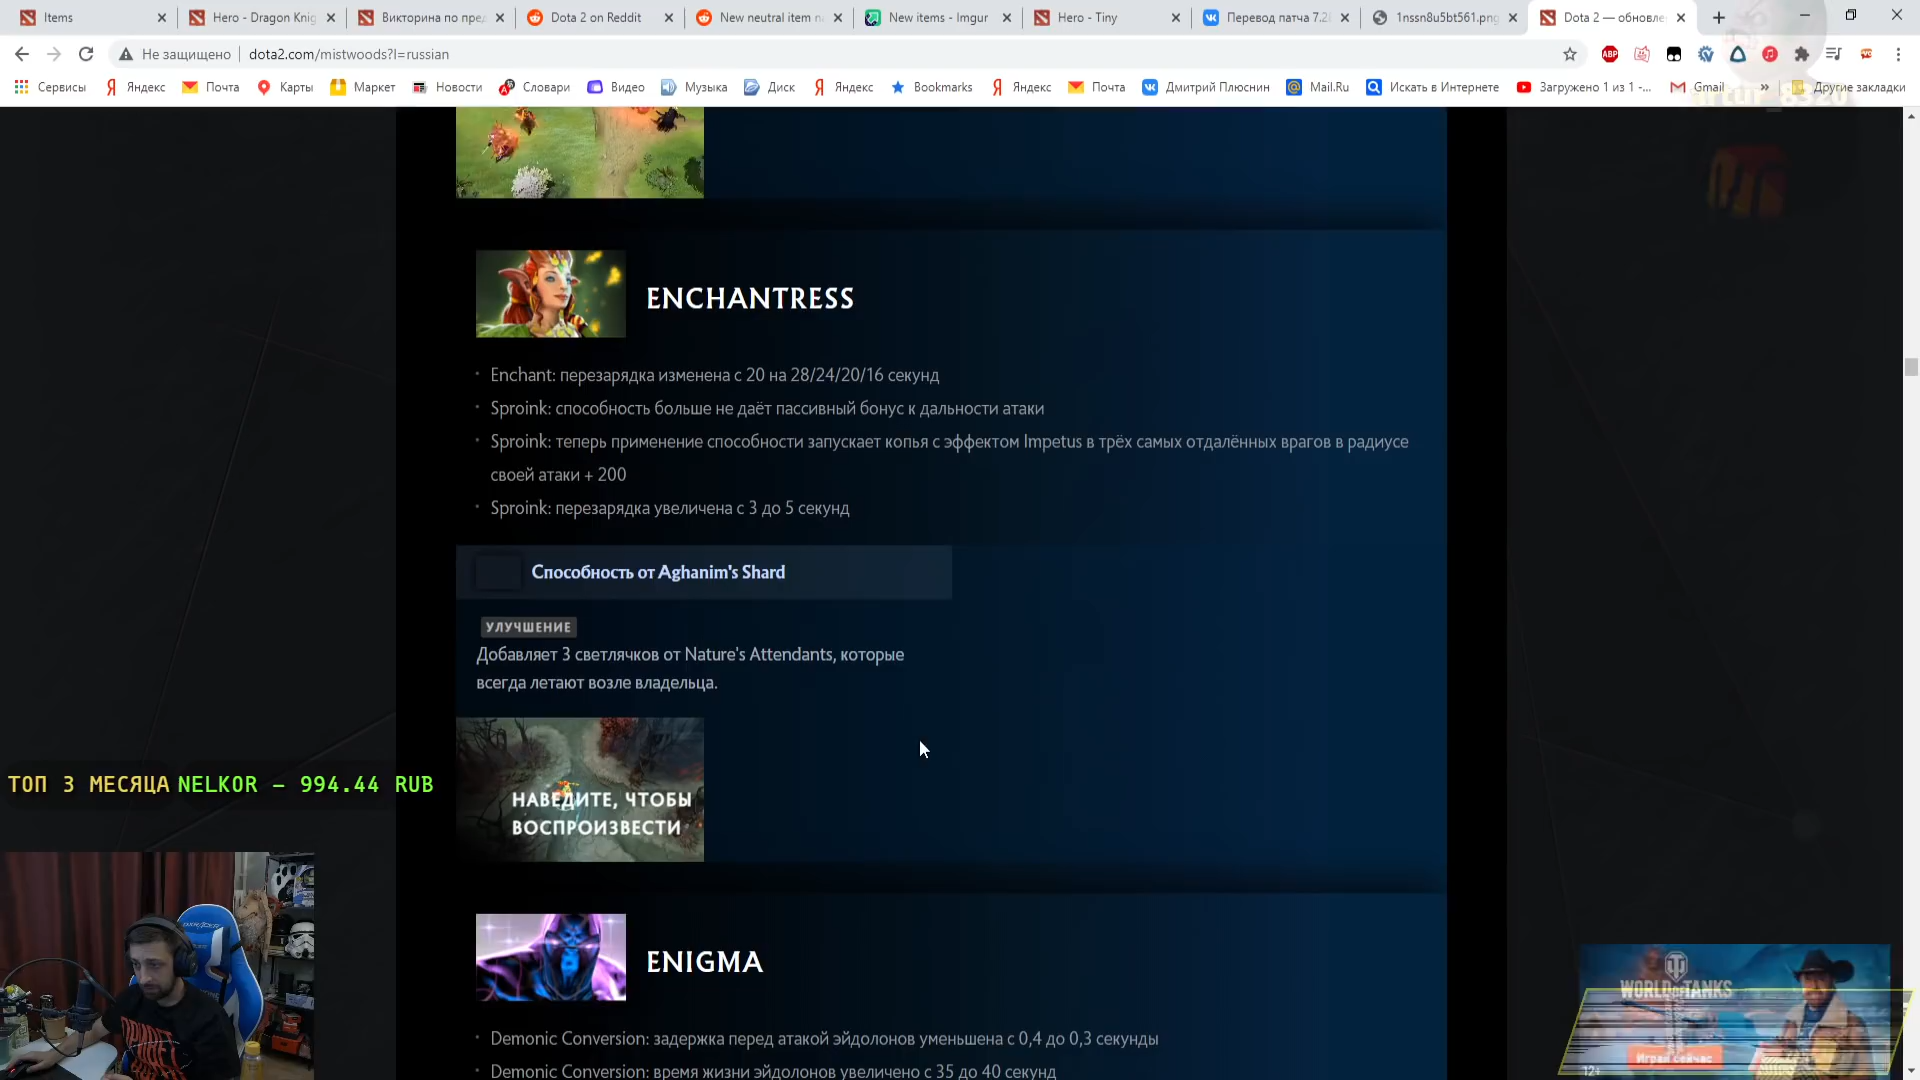 Items
Hero - Dragon Knig
Викторина по пред
Dota 2 on Reddit
New neutral item n
New items - Imgur
Hero - Tiny
Перевод патча 7.2
1nssn8u5bt561.png
Dota 2 — обновле
Не защищено
dota2.com/mistwoods?l=russian
Сервисы
Яндекс
Почта
Карты
Маркет
Новости
Словари
Видео
Музыка
Диск
Яндекс
Bookmarks
Яндекс
Почта
Дмитрий Плюснин
Mail.Ru
Искать в Интернете
Загружено 1 из 1 -...
Gmail
»
Другие закладки
ENCHANTRESS
Enchant: перезарядка изменена с 20 на 28/24/20/16 секунд
Sproink: способность больше не даёт пассивный бонус к дальности атаки
Sproink: теперь применение способности запускает копья с эффектом Impetus в трёх самых отдалённых врагов в радиусе
своей атаки + 200
Sproink: перезарядка увеличена с 3 до 5 секунд
Способность от Aghanim's Shard
УЛУЧШЕНИЕ
Добавляет 3 светлячков от Nature's Attendants, которые
всегда летают возле владельца.
НАВЕДИТЕ, ЧТОБЫ
ВОСПРОИЗВЕСТИ
ТОП 3 МЕСЯЦА NELKOR – 994.44 RUB
ENIGMA
Demonic Conversion: задержка перед атакой эйдолонов уменьшена с 0,4 до 0,3 секунды
Demonic Conversion: время жизни эйдолонов увеличено с 35 до 40 секунд
WORLD OF TANKS
Играй сейчас
12+